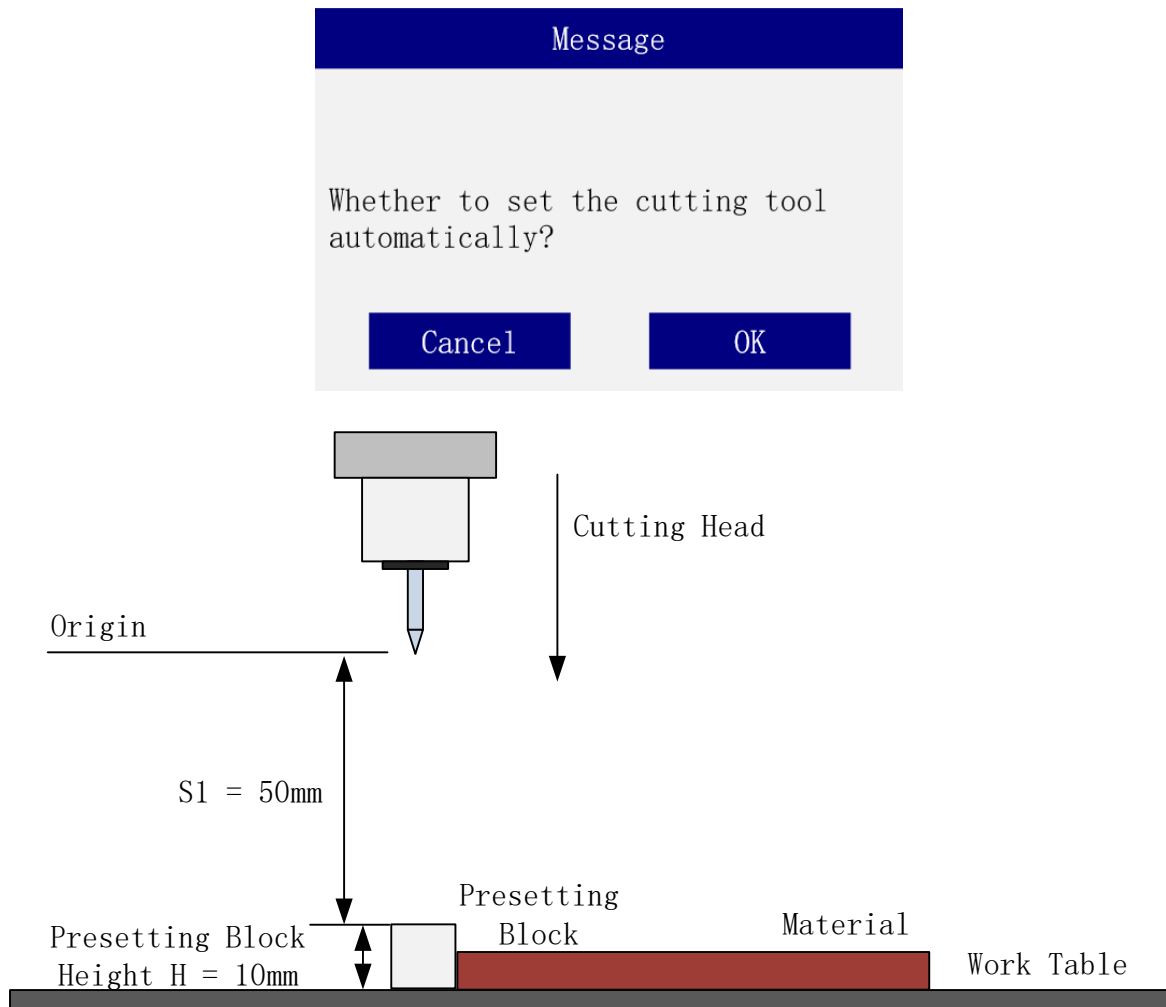 Message
Whether to set the cutting tool
automatically?
Cancel
OK
Cutting Head
Origin
S1 = 50mm
Presetting
Block
Material
Presetting Block
Height H = 10mm
Work Table